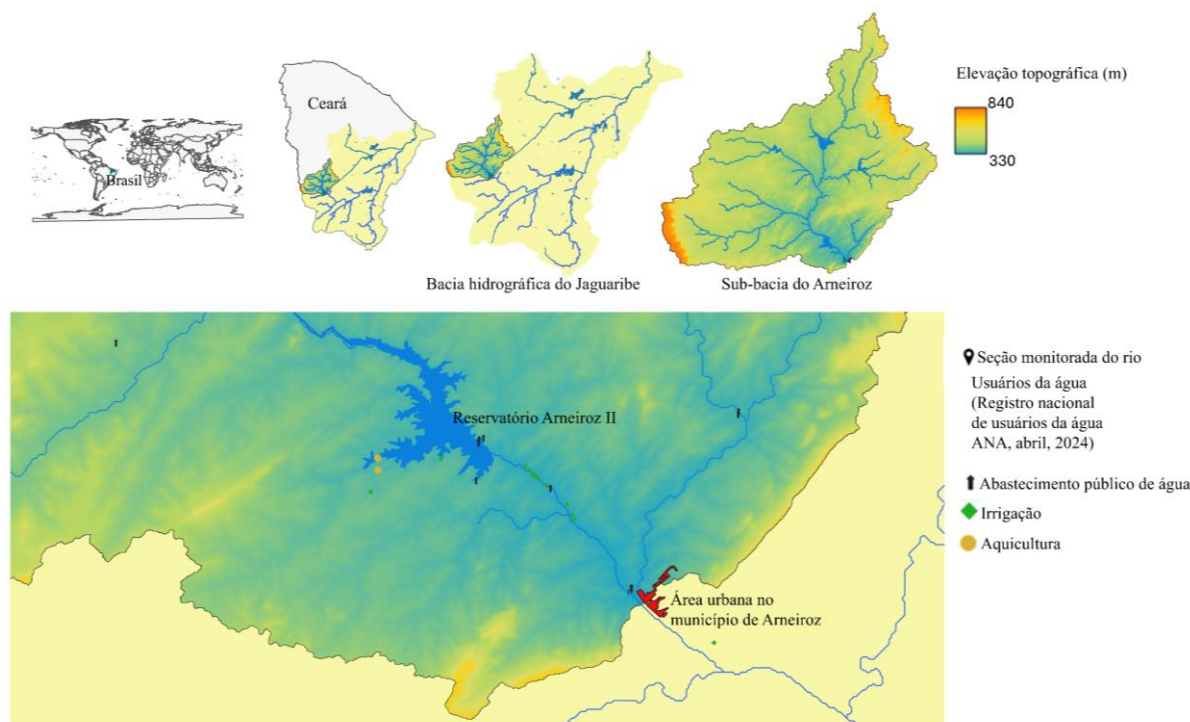 Brasil
Ceará
Bacia hidrográfica do Jaguaribe
Sub-bacia do Arneiroz
Elevação topográfica (m)
840
330
Reservatório Arneiroz II
Área urbana no
município de Arneiroz
Seção monitorada do rio
Usuários da água
(Registro nacional
de usuários da água
ANA, abril, 2024)
Abastecimento público de água
Irrigação
Aquicultura